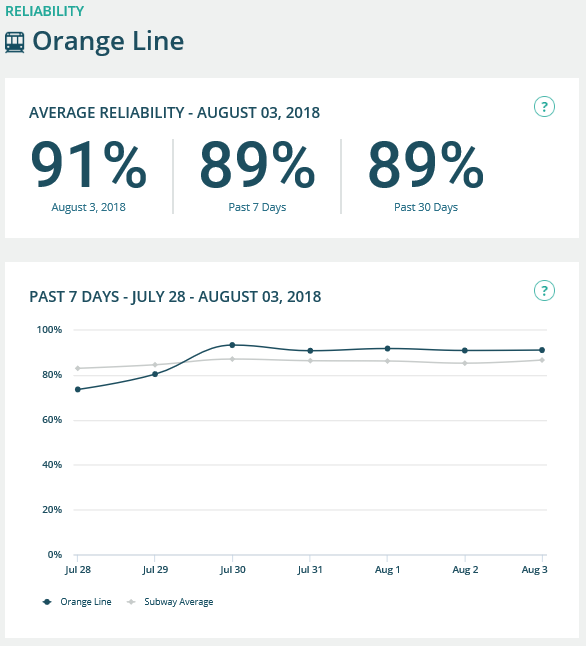 RELIABILITY
Orange Line
AVERAGE RELIABILITY - AUGUST 03, 2018
?
91% 89% 89%
August 3, 2018 Past 7 Days Past 30 Days
PAST 7 DAYS - JULY 28 - AUGUST 03, 2018
?
100%
80%
60%
40%
20%
0%
Jul 28 Jul 29 Jul 30 Jul 31 Aug 1 Aug 2 Aug 3
Orange Line Subway Average